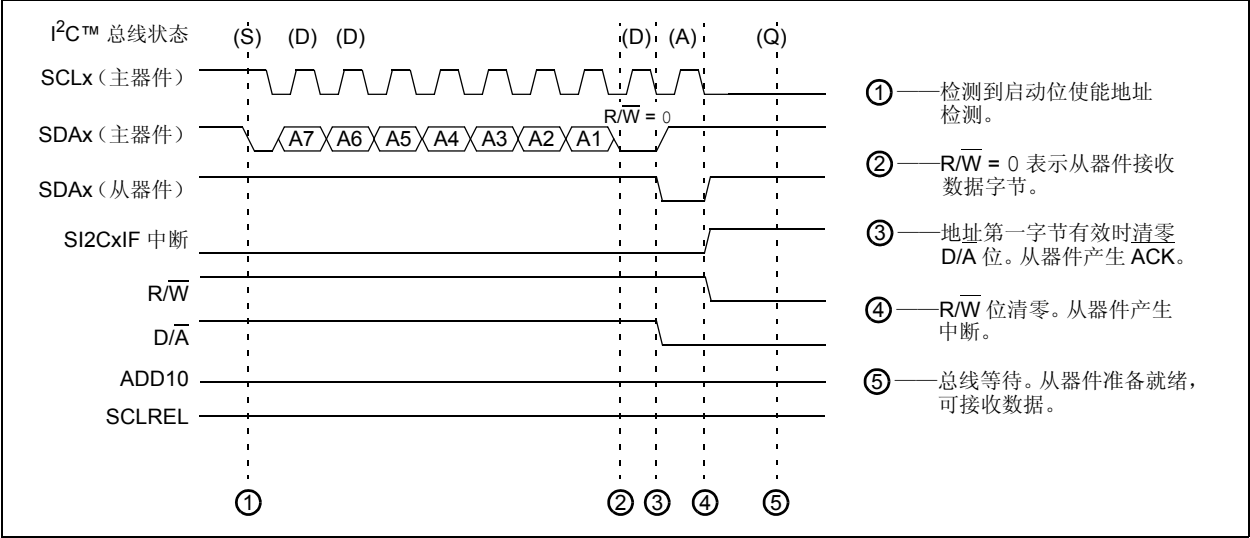 I²C™ 总线状态 (S) (D) (D) (D) (A) (Q)
SCLx（主器件）
R/W̅ = 0
SDAx（主器件） A7 A6 A5 A4 A3 A2 A1
SDAx（从器件）
SI2CxIF 中断
R/W̅
D/A̅
ADD10
SCLREL
① ② ③ ④ ⑤
①——检测到启动位使能地址
检测。
②——R/W̅ = 0 表示从器件接收
数据字节。
③——地址第一字节有效时清零
D/A̅ 位。从器件产生 ACK。
④——R/W̅ 位清零。从器件产生
中断。
⑤——总线等待。从器件准备就绪，
可接收数据。